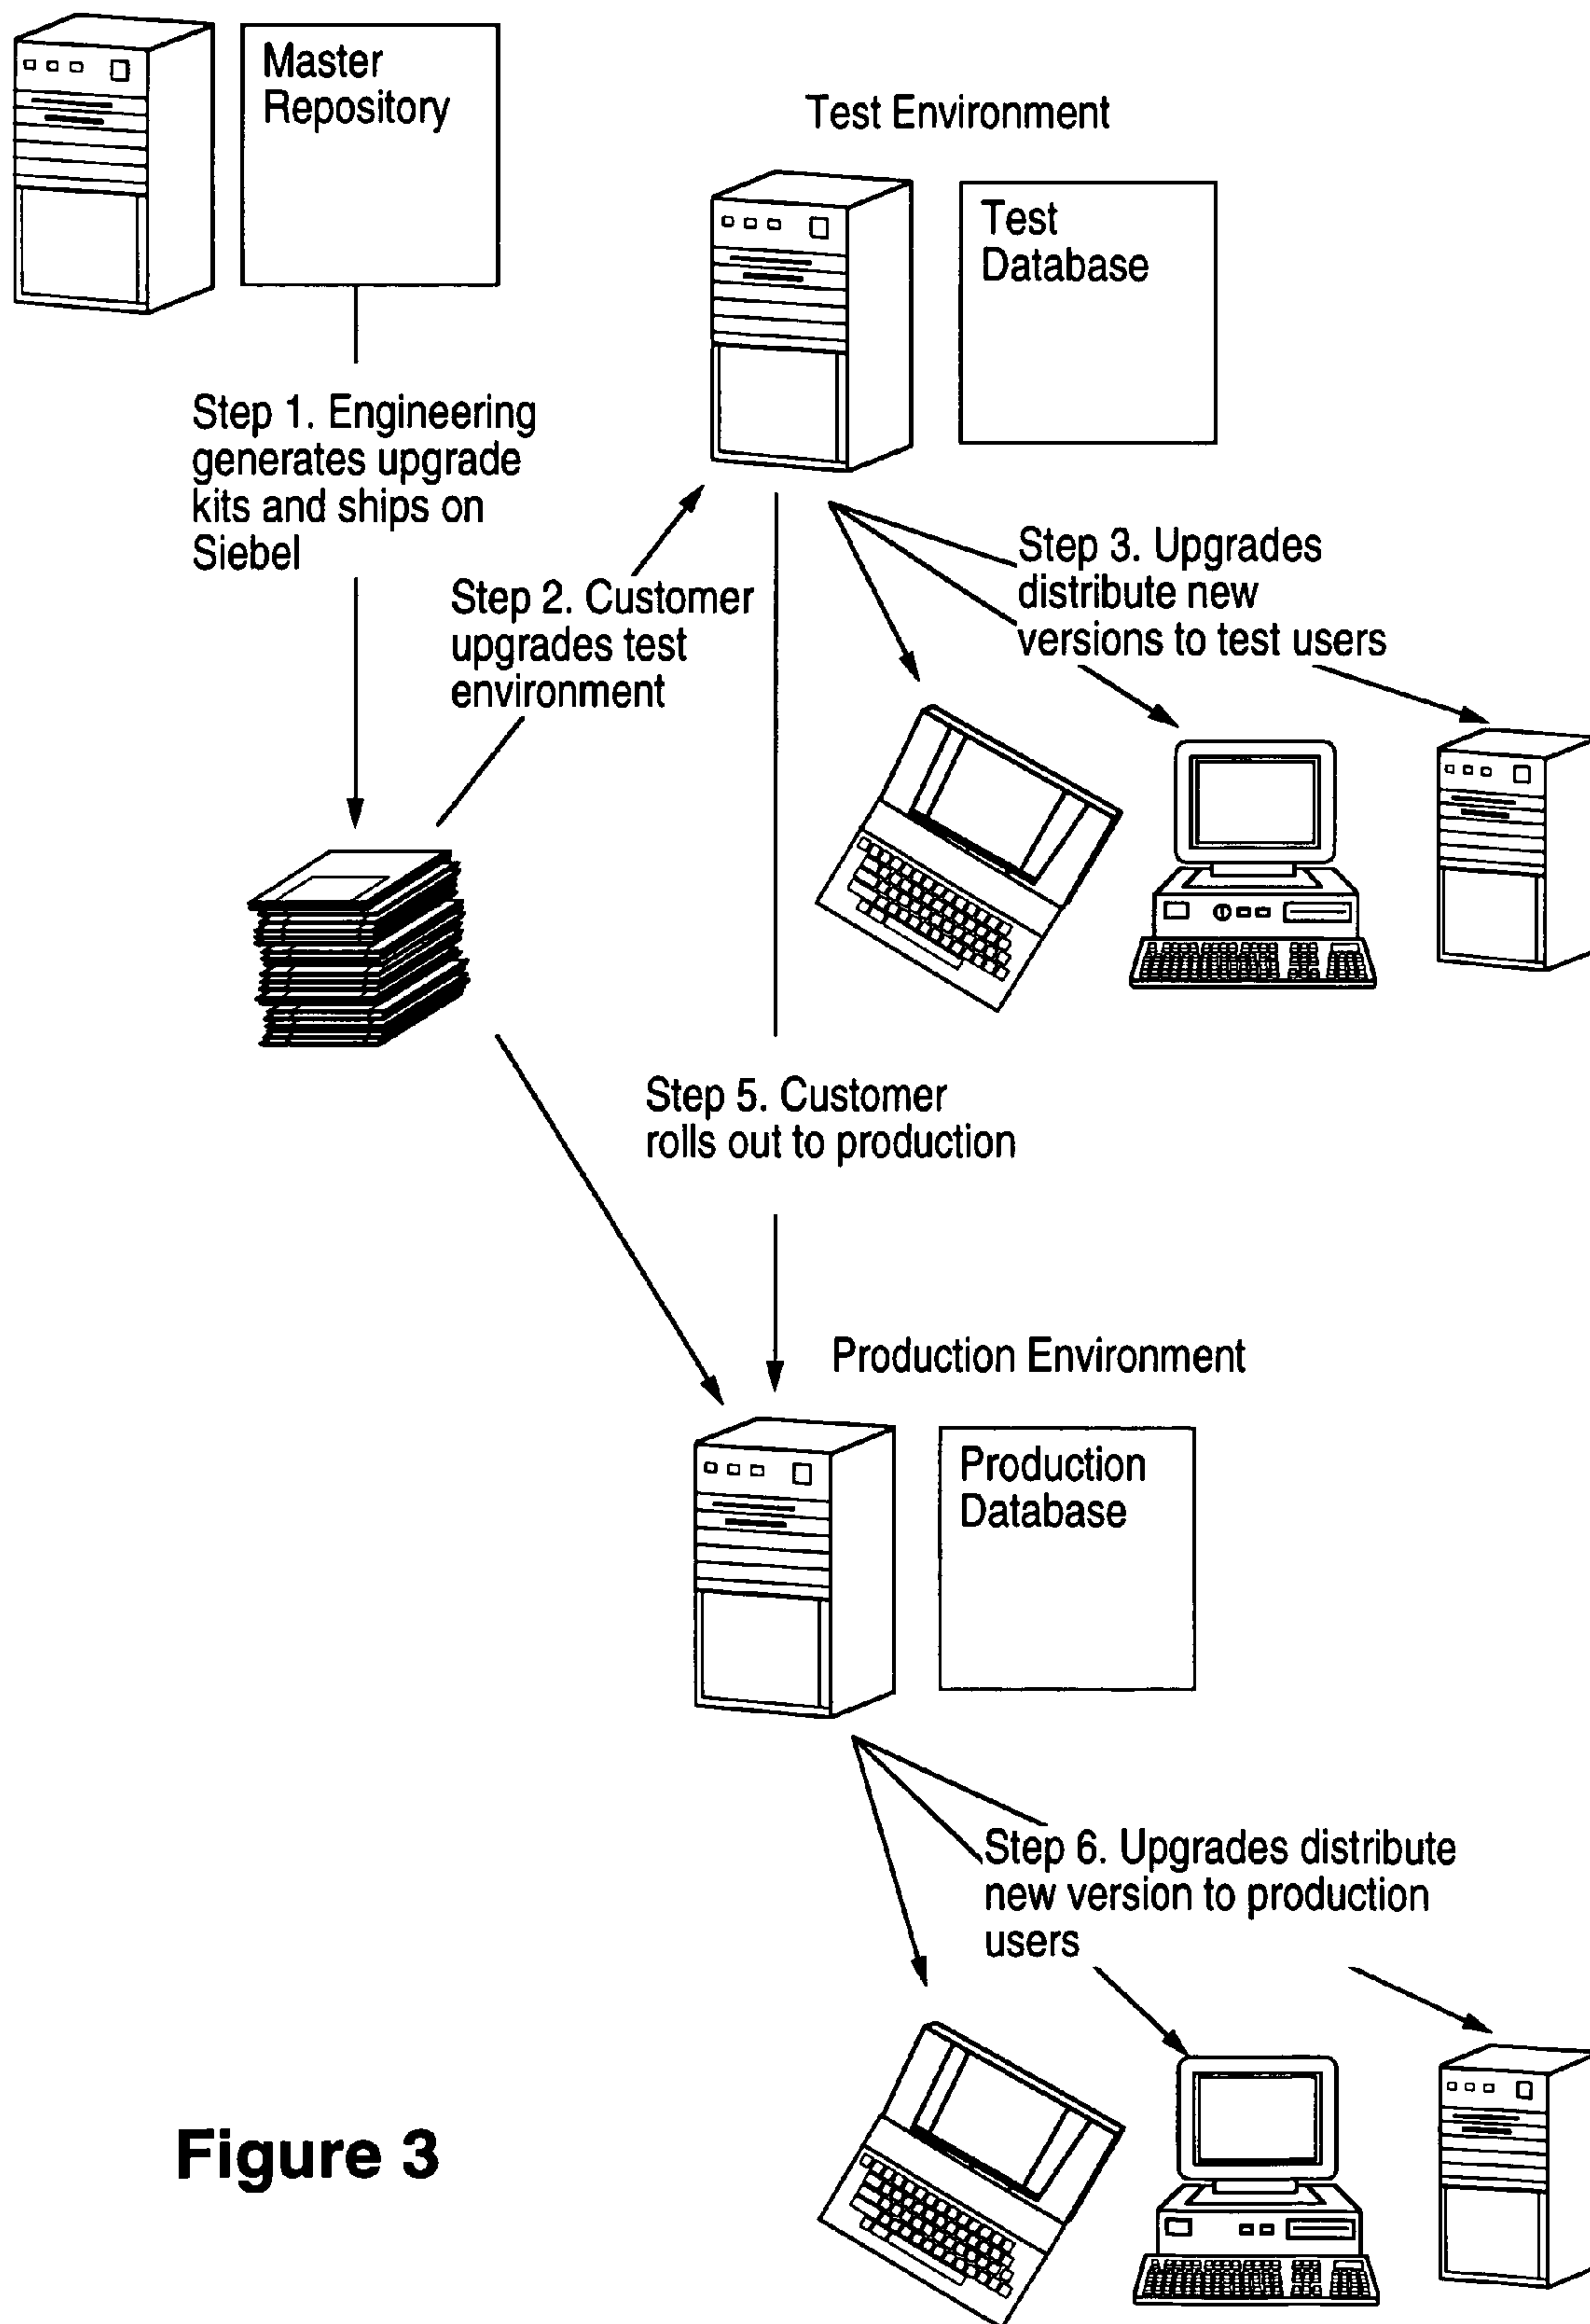 Master
Repository
Test Environment
Test
Database
Step 1. Engineering
generates upgrade
kits and ships on
Siebel
Step 2. Customer
upgrades test
environment
Step 3. Upgrades
distribute new
versions to test users
Step 5. Customer
rolls out to production
Production Environment
Production
Database
Step 6. Upgrades distribute
new version to production
users
Figure 3